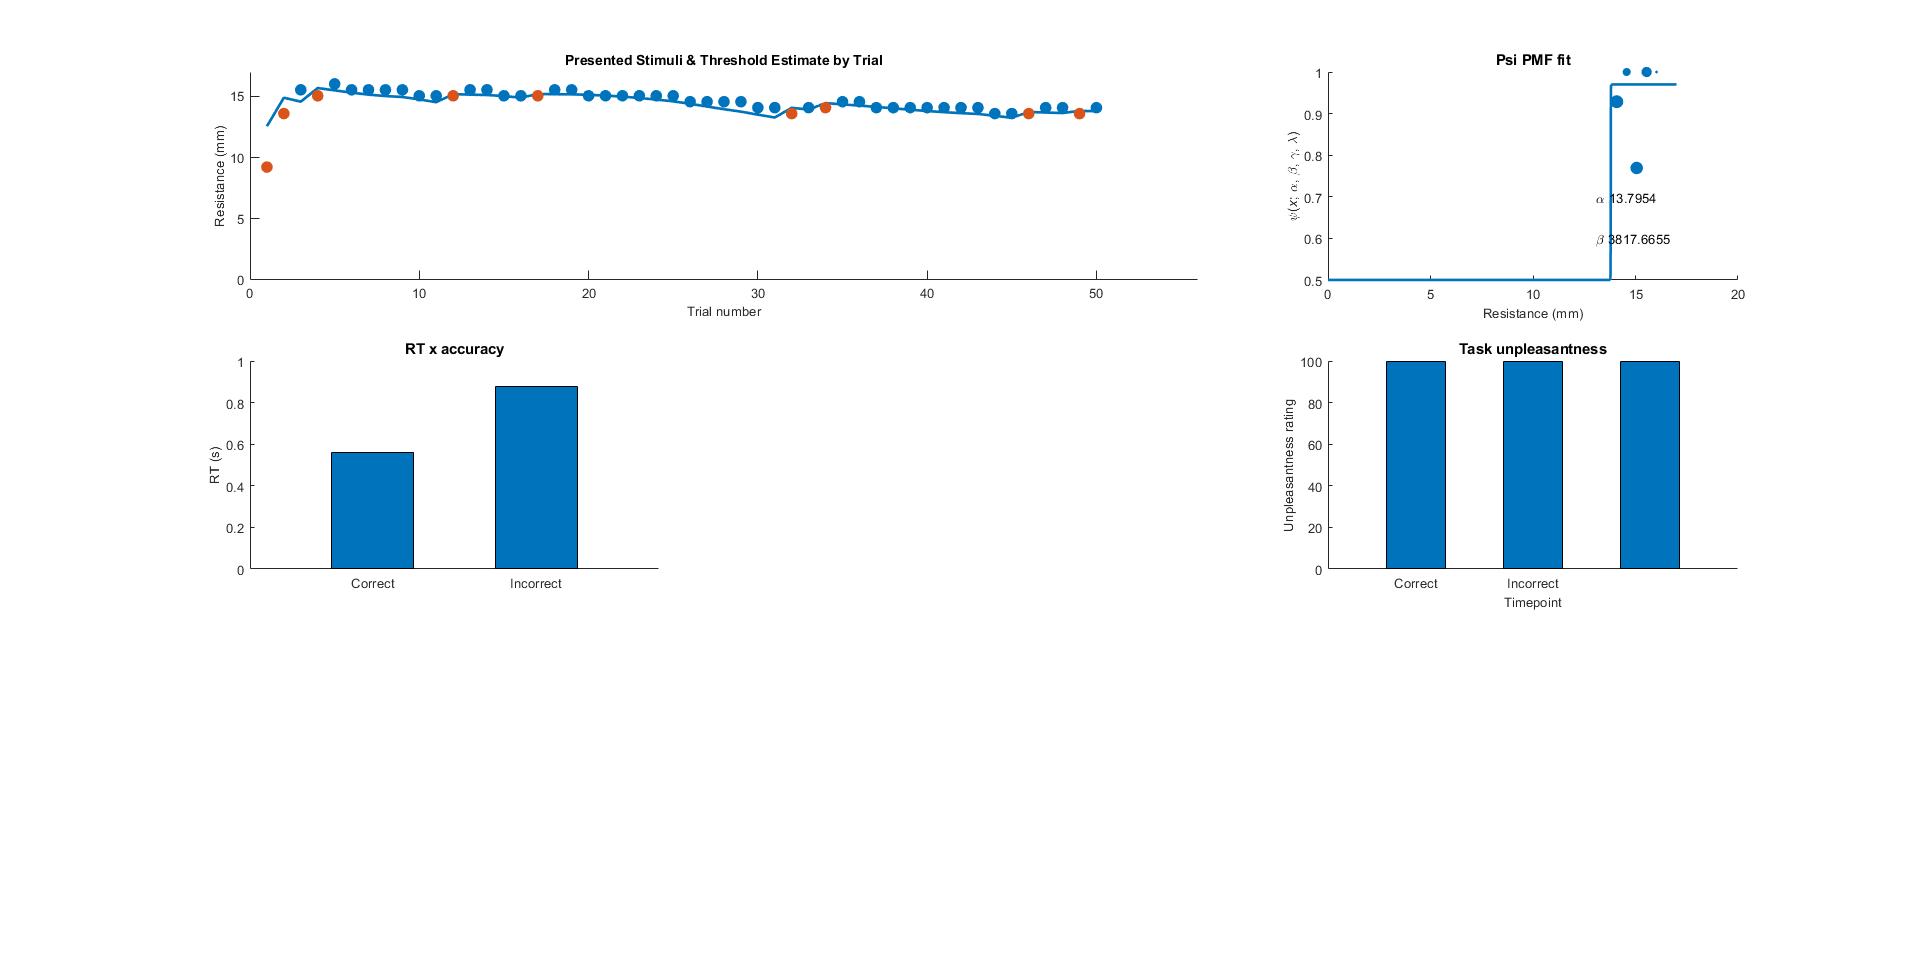 Presented Stimuli & Threshold Estimate by Trial
Resistance (mm)
15
10
5
0
0 10 20 30 40 50
Trial number
Psi PMF fit
ψ(x; α, β, γ, λ)
1
0.9
0.8
0.7
0.6
0.5
α 13.7954
β 3817.6655
0 5 10 15 20
Resistance (mm)
RT x accuracy
RT (s)
1
0.8
0.6
0.4
0.2
0
Correct Incorrect
Task unpleasantness
Unpleasantness rating
100
80
60
40
20
0
Correct Incorrect
Timepoint